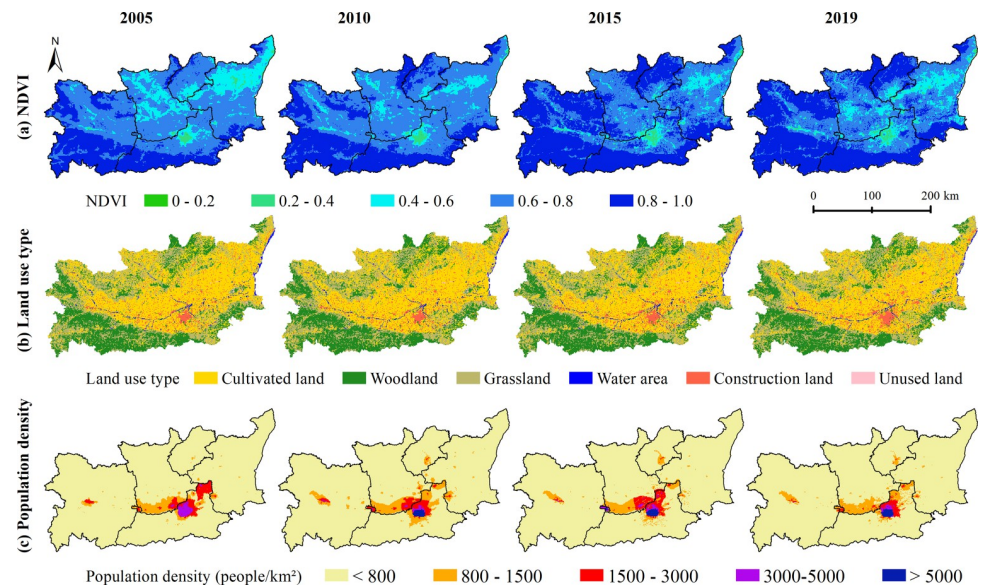 2005 2010 2015 2019
N
(a) NDVI
NDVI 0 - 0.2 0.2 - 0.4 0.4 - 0.6 0.6 - 0.8 0.8 - 1.0
0 100 200 km
(b) Land use type
Land use type Cultivated land Woodland Grassland Water area Construction land Unused land
(c) Population density
Population density (people/km²) < 800 800 - 1500 1500 - 3000 3000-5000 > 5000